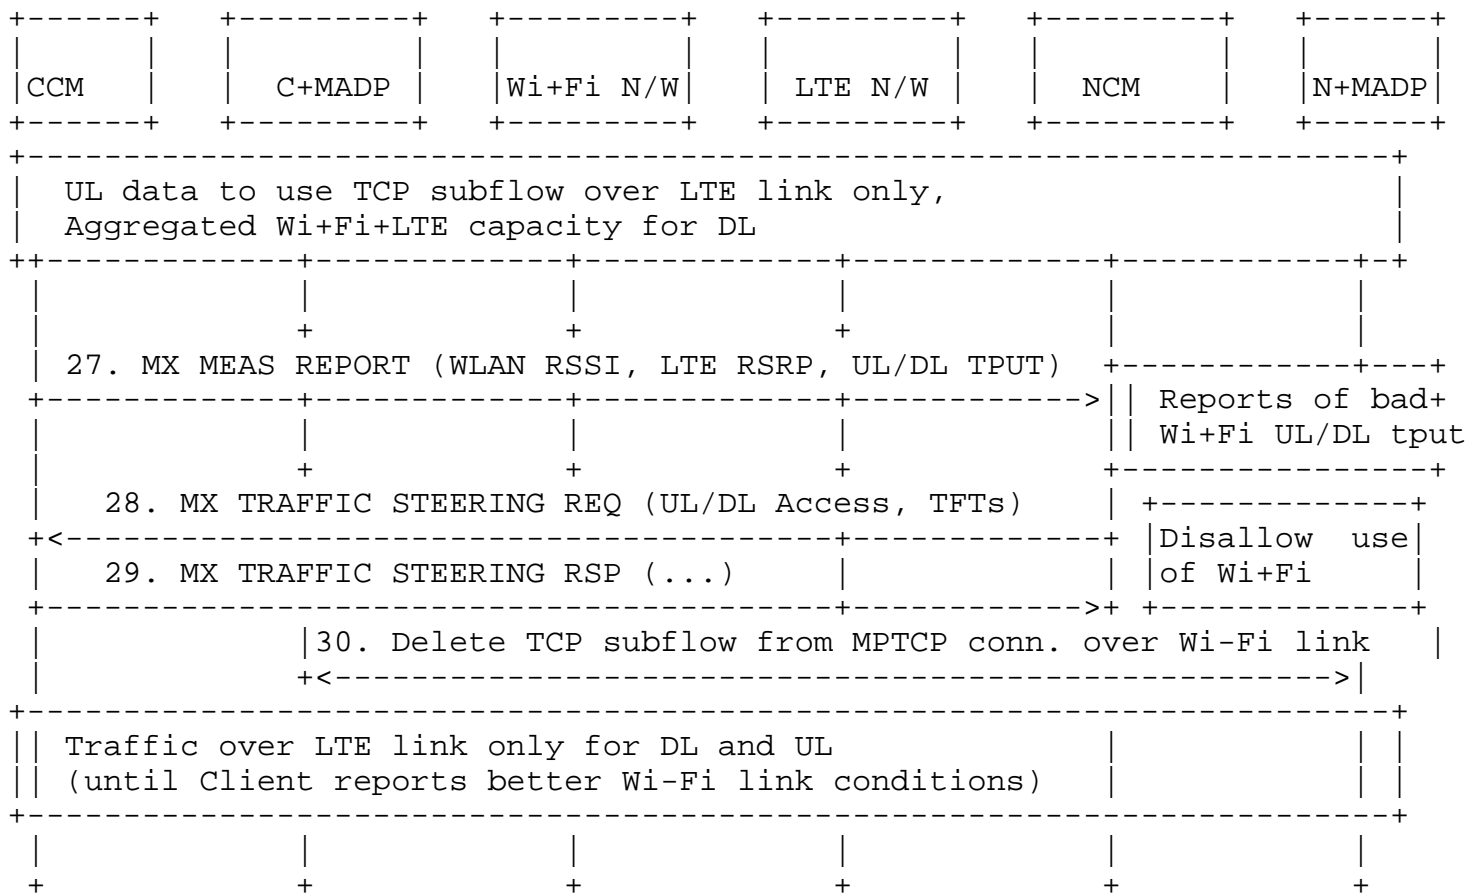 CCM C+MADP Wi+Fi N/W LTE N/W NCM N+MADP
UL data to use TCP subflow over LTE link only,
Aggregated Wi+Fi+LTE capacity for DL
27. MX MEAS REPORT (WLAN RSSI, LTE RSRP, UL/DL TPUT)
Reports of bad+
Wi+Fi UL/DL tput
28. MX TRAFFIC STEERING REQ (UL/DL Access, TFTs)
Disallow use
of Wi+Fi
29. MX TRAFFIC STEERING RSP (...)
30. Delete TCP subflow from MPTCP conn. over Wi-Fi link
Traffic over LTE link only for DL and UL
(until Client reports better Wi-Fi link conditions)